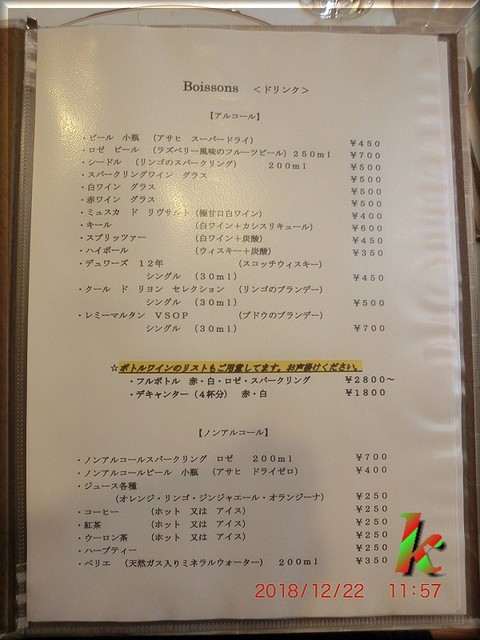 Boissons <ドリンク>
【アルコール】
・ビール 小瓶 （アサヒ スーパードライ） ￥４５０
・ロゼ ビール （ラズベリー風味のフルーツビール）２５０ｍｌ ￥７００
・シードル （リンゴのスパークリング） ２００ｍｌ ￥５００
・スパークリングワイン グラス ￥５００
・白ワイン グラス ￥５００
・赤ワイン グラス ￥５００
・ミュスカ ド リヴザルト（極甘口白ワイン） ￥４００
・キール （白ワイン＋カシスリキュール） ￥６００
・スプリッツァー （白ワイン＋炭酸） ￥４５０
・ハイボール （ウィスキー＋炭酸） ￥３５０
・デュワーズ １２年 （スコッチウィスキー）
シングル （３０ｍｌ） ￥４５０
・クール ド リヨン セレクション （リンゴのブランデー）
シングル （３０ｍｌ） ￥５００
・レミーマルタン ＶＳＯＰ （ブドウのブランデー）
シングル （３０ｍｌ） ￥７００
☆ボトルワインのリストもご用意してます。お声掛けください。
・フルボトル 赤・白・ロゼ・スパークリング ￥２８００～
・デキャンター（４杯分） 赤・白 ￥１８００
【ノンアルコール】
・ノンアルコールスパークリング ロゼ ２００ｍｌ ￥７００
・ノンアルコールビール 小瓶 （アサヒ ドライゼロ） ￥４００
・ジュース各種
（オレンジ・リンゴ・ジンジャエール・オランジーナ） ￥２５０
・コーヒー （ホット 又は アイス） ￥２５０
・紅茶 （ホット 又は アイス） ￥２５０
・ウーロン茶 （ホット 又は アイス） ￥２５０
・ハーブティー ￥２５０
・ペリエ （天然ガス入りミネラルウォーター） ２００ｍｌ ￥３５０
k
2018/12/22 11:57